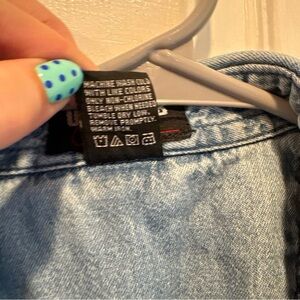 MACHINE WASH COLD
WITH LIKE COLORS
ONLY NON-CHLORINE
BLEACH WHEN NEEDED
TUMBLE DRY LOW.
REMOVE PROMPTLY.
WARM IRON.